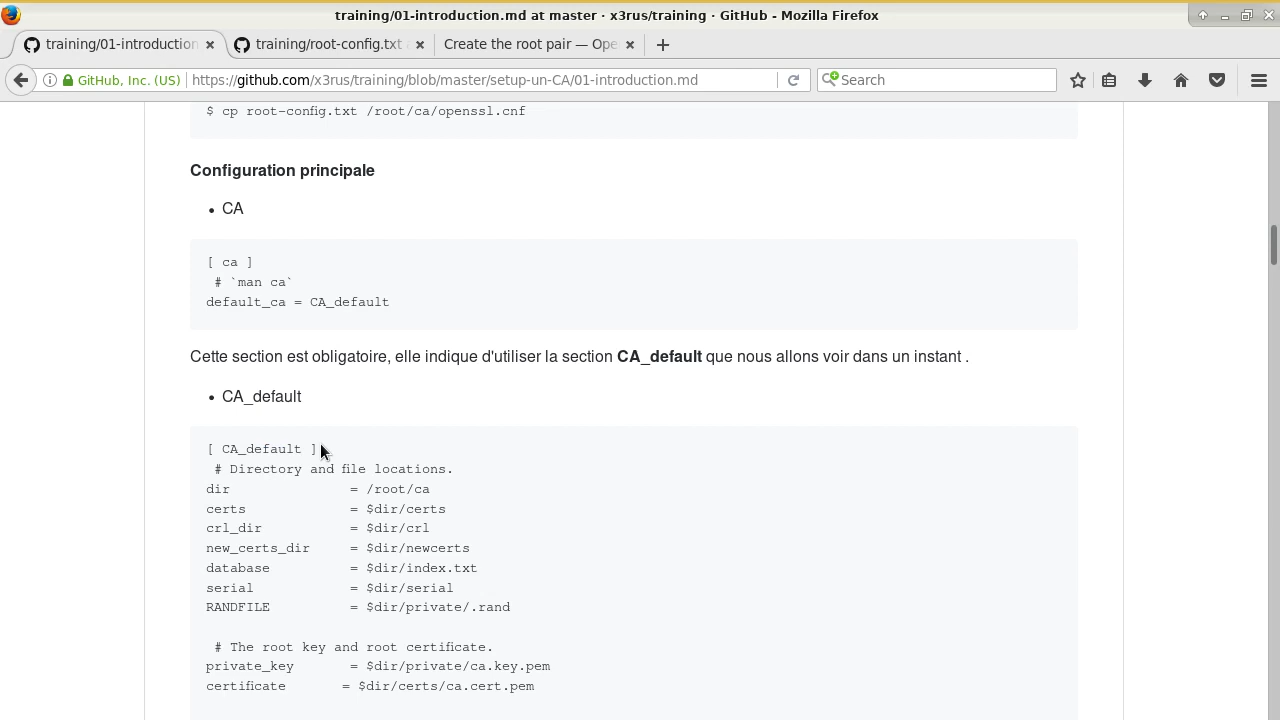 training/01-introduction.md at master · x3rus/training · GitHub - Mozilla Firefox
training/01-introduction
training/root-config.txt
Create the root pair — Ope
GitHub, Inc. (US)
https://github.com/x3rus/training/blob/master/setup-un-CA/01-introduction.md
Search
$ cp root-config.txt /root/ca/openssl.cnf
Configuration principale
• CA
[ ca ]
# `man ca`
default_ca = CA_default
Cette section est obligatoire, elle indique d'utiliser la section CA_default que nous allons voir dans un instant .
• CA_default
[ CA_default ]
# Directory and file locations.
dir = /root/ca
certs = $dir/certs
crl_dir = $dir/crl
new_certs_dir = $dir/newcerts
database = $dir/index.txt
serial = $dir/serial
RANDFILE = $dir/private/.rand
# The root key and root certificate.
private_key = $dir/private/ca.key.pem
certificate = $dir/certs/ca.cert.pem